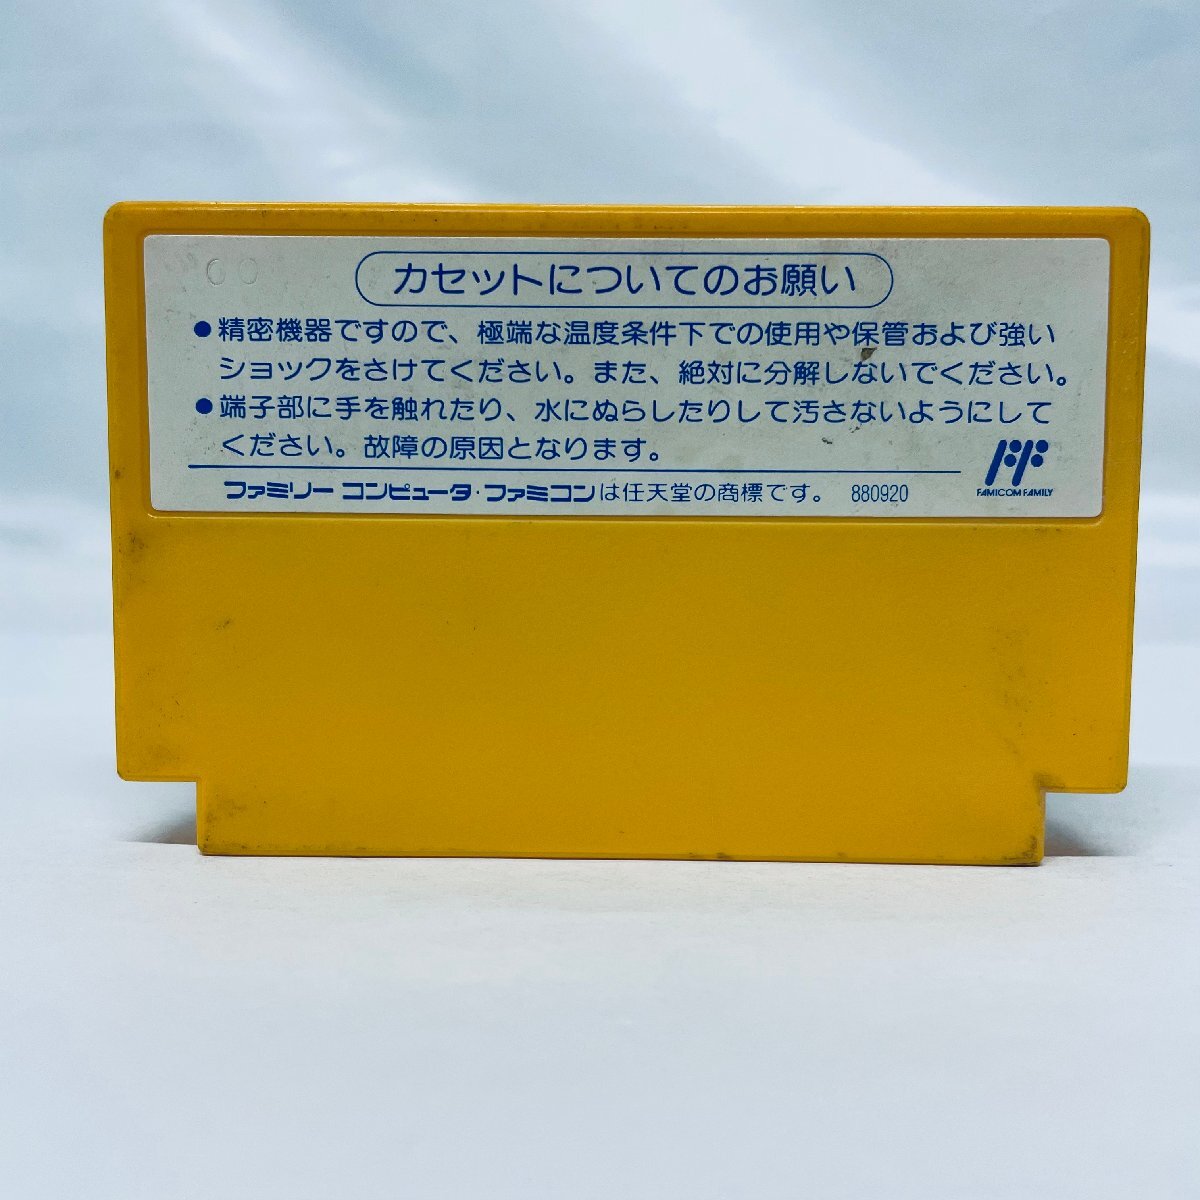 00
カセットについてのお願い
●精密機器ですので、極端な温度条件下での使用や保管および強い
ショックをさけてください。また、絶対に分解しないでください。
●端子部に手を触れたり、水にぬらしたりして汚さないようにして
ください。故障の原因となります。
ファミリーコンピュータ・ファミコンは任天堂の商標です。 880920
FF
FAMICOM FAMILY